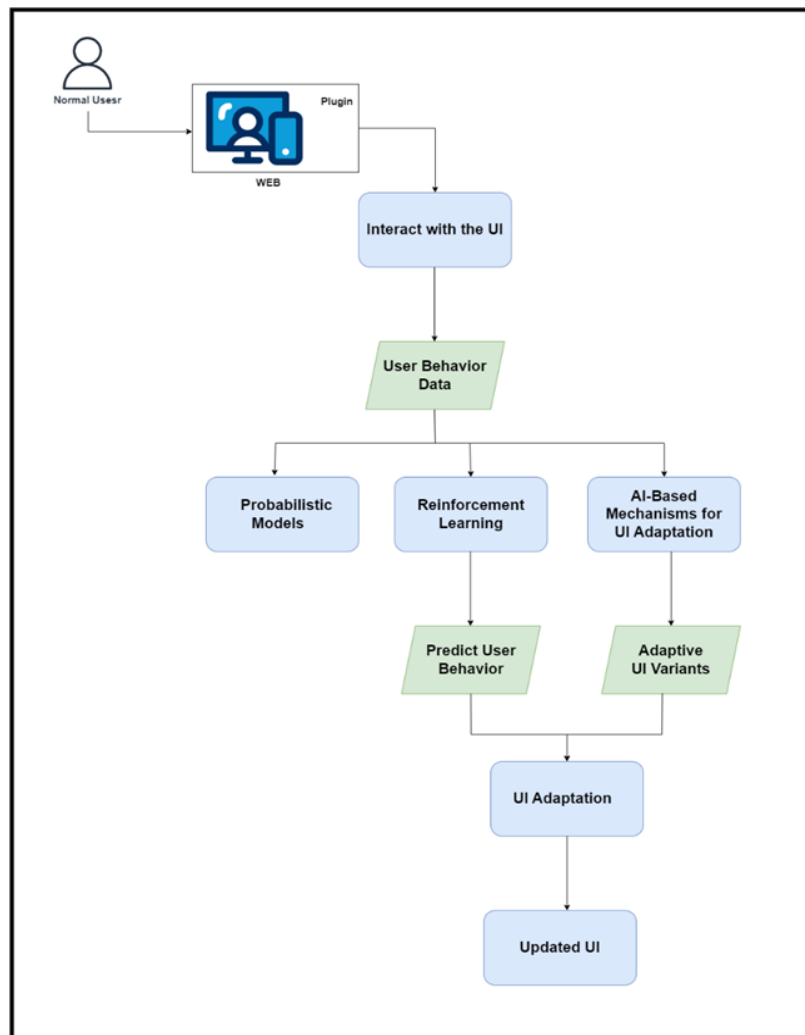 Normal Usesr
Plugin
WEB
Interact with the UI
User Behavior
Data
Probabilistic
Models
Reinforcement
Learning
AI-Based
Mechanisms for
UI Adaptation
Predict User
Behavior
Adaptive
UI Variants
UI Adaptation
Updated UI